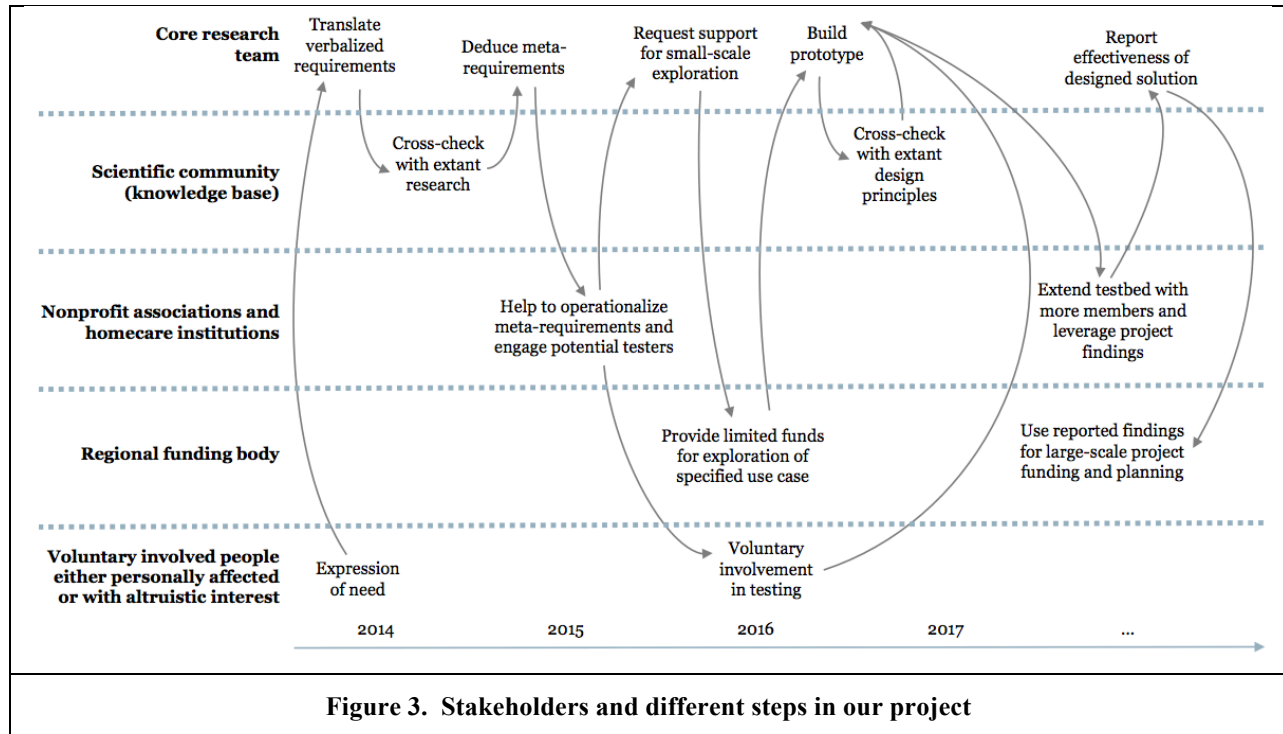 Core research
team
Translate
verbalized
requirements
Deduce meta-
requirements
Request support
for small-scale
exploration
Build
prototype
Report
effectiveness of
designed solution
Scientific community
(knowledge base)
Cross-check
with extant
research
Cross-check
with extant
design
principles
Nonprofit associations and
homecare institutions
Help to operationalize
meta-requirements and
engage potential testers
Extend testbed with
more members and
leverage project
findings
Regional funding body
Provide limited funds
for exploration of
specified use case
Use reported findings
for large-scale project
funding and planning
Voluntary involved people
either personally affected
or with altruistic interest
Expression
of need
Voluntary
involvement
in testing
2014 2015 2016 2017 ...
Figure 3. Stakeholders and different steps in our project